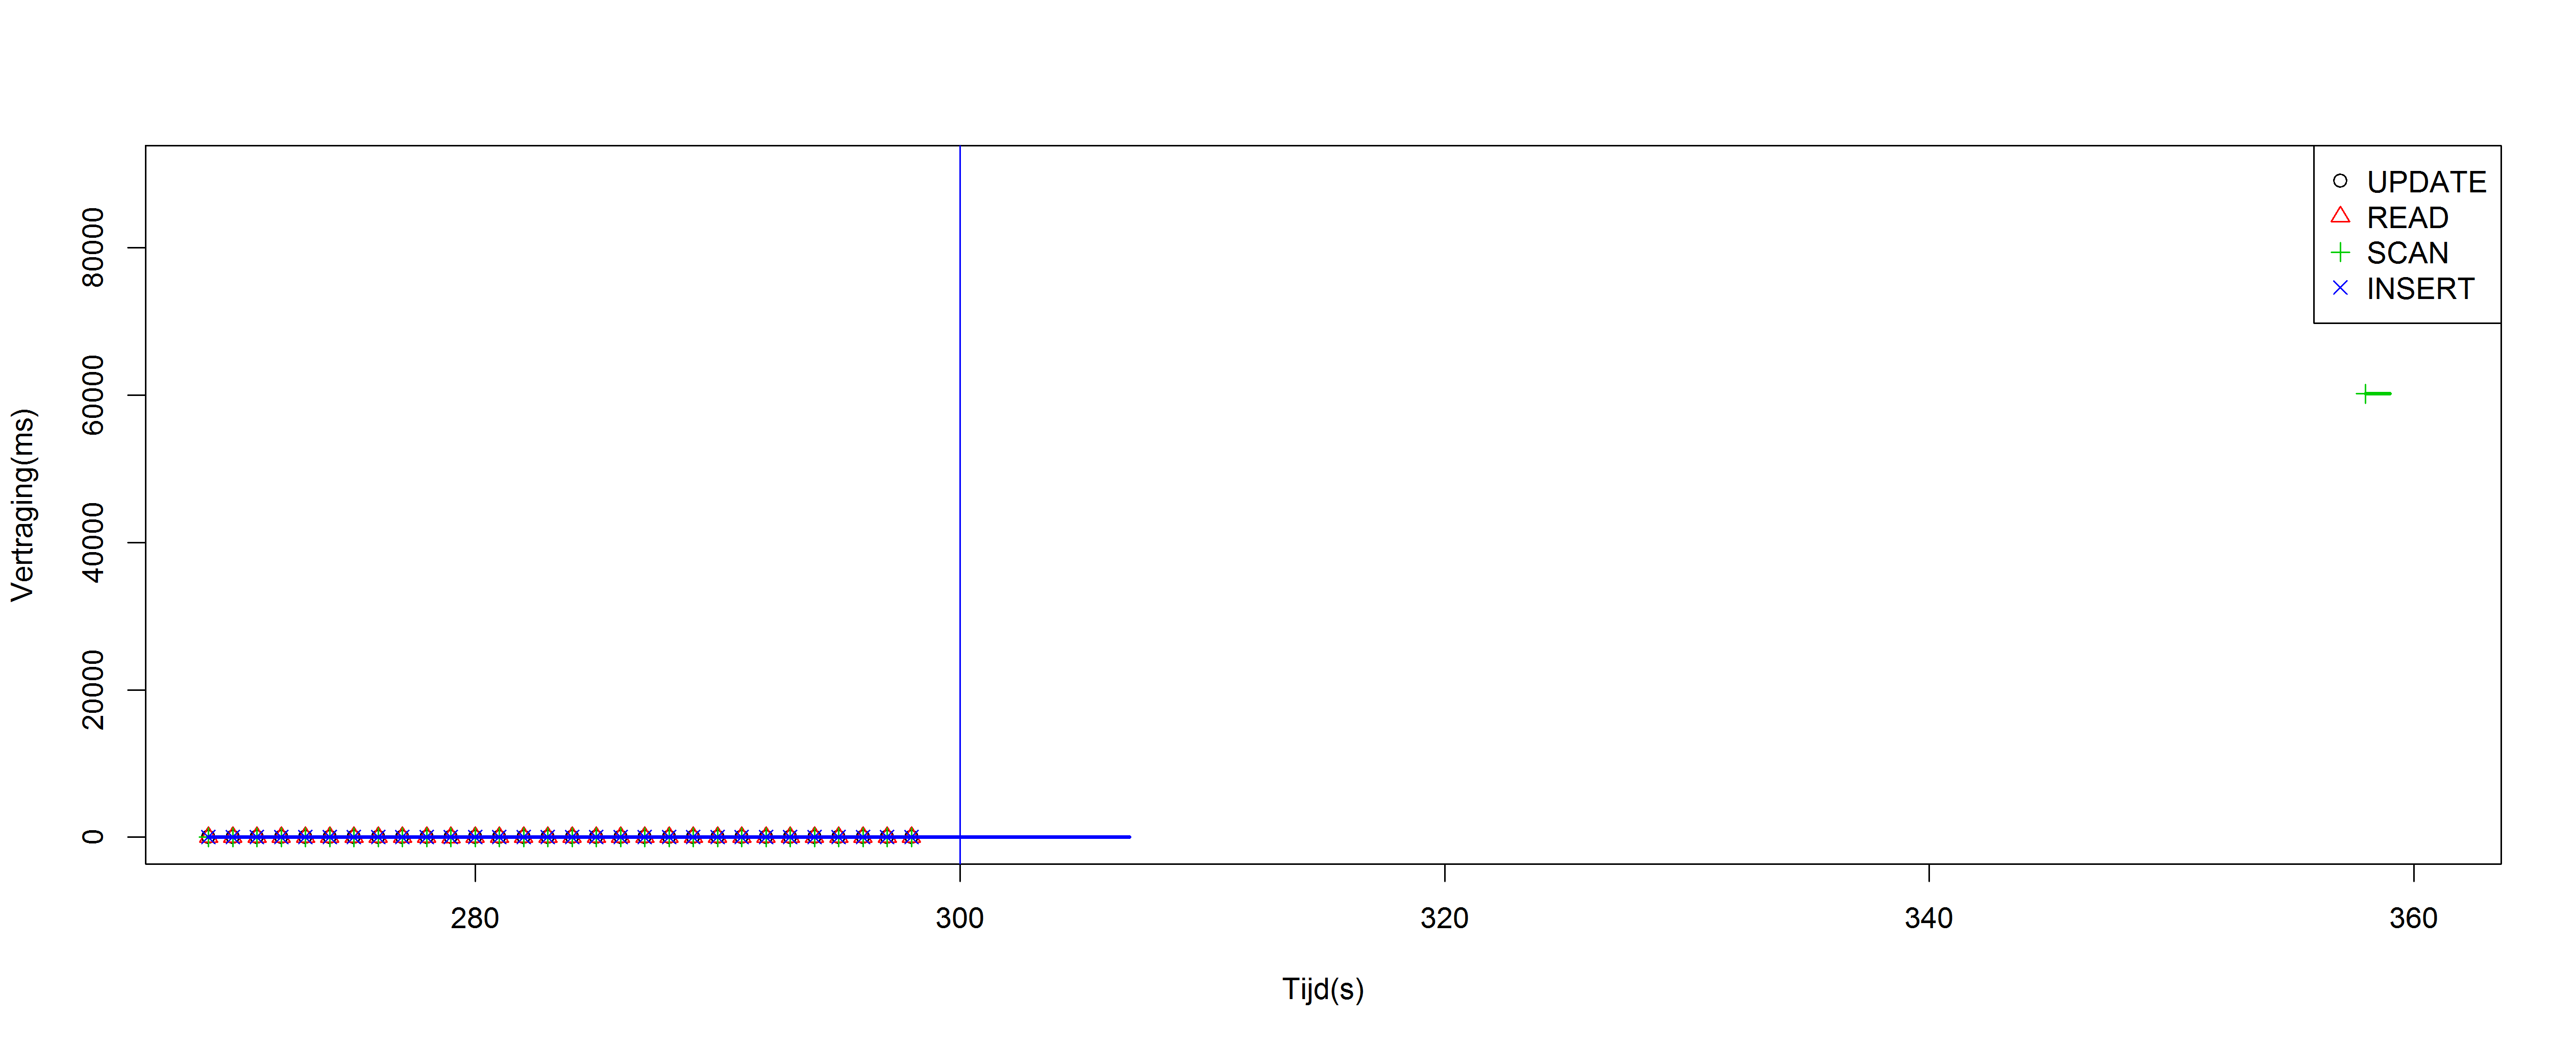 UPDATE
READ
SCAN
INSERT
Vertraging(ms)
80000
60000
40000
20000
0
280 300 320 340 360
Tijd(s)